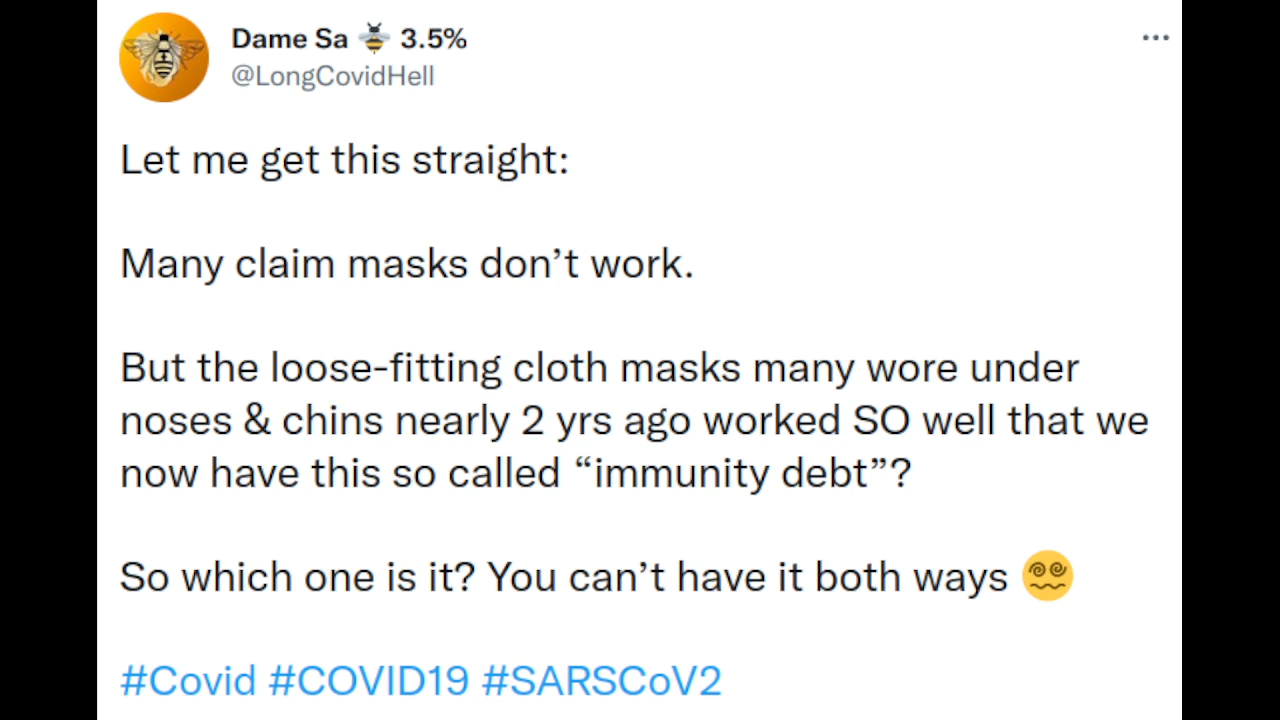 Dame Sa 🐝 3.5%
@LongCovidHell
Let me get this straight:
Many claim masks don’t work.
But the loose-fitting cloth masks many wore under
noses & chins nearly 2 yrs ago worked SO well that we
now have this so called “immunity debt”?
So which one is it? You can’t have it both ways 😵‍💫
#Covid #COVID19 #SARSCoV2